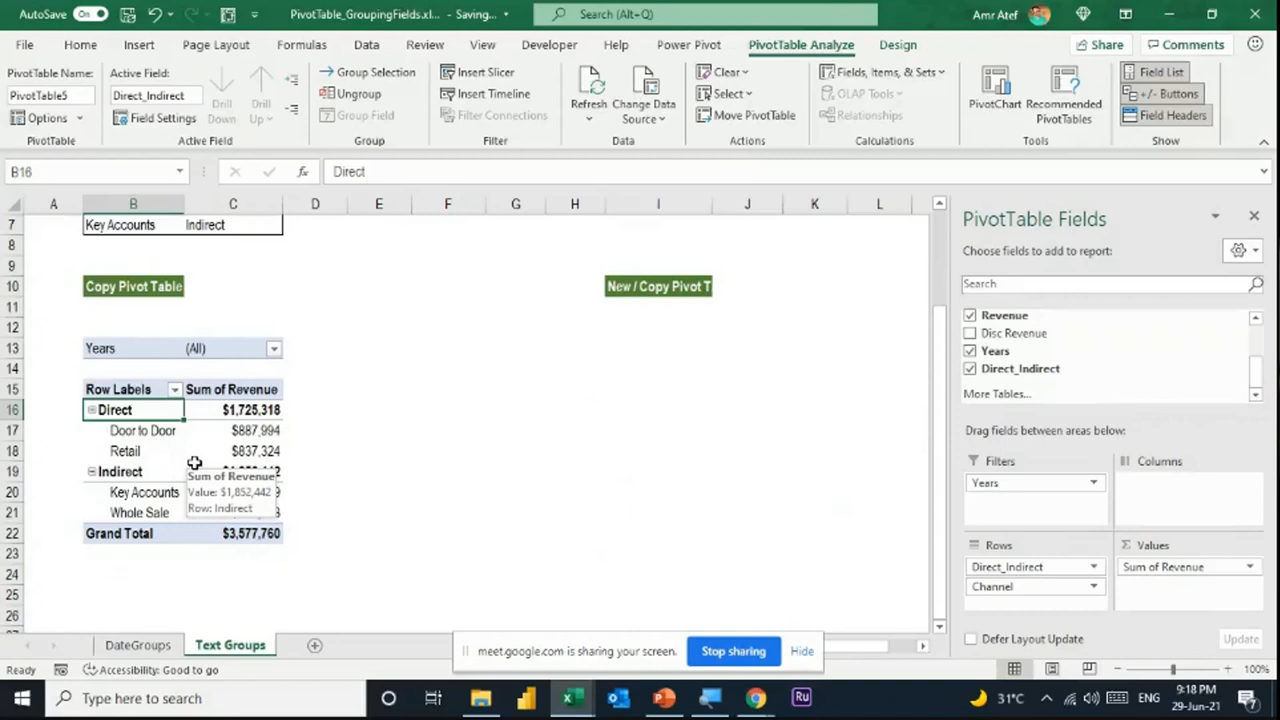 AutoSave On PivotTable_GroupingFields.xl... - Saving... Search (Alt+Q) Amr Atef
File Home Insert Page Layout Formulas Data Review View Developer Help Power Pivot PivotTable Analyze Design Share Comments
PivotTable Name:
PivotTable5
Options
PivotTable
Active Field:
Direct_Indirect
Field Settings
Drill Down
Drill Up
Active Field
Group Selection
Ungroup
Group Field
Group
Insert Slicer
Insert Timeline
Filter Connections
Filter
Refresh
Change Data Source
Data
Clear
Select
Move PivotTable
Actions
Fields, Items, & Sets
OLAP Tools
Relationships
Calculations
PivotChart
Recommended PivotTables
Tools
Field List
+/- Buttons
Field Headers
Show
B16 fx Direct
A B C D E F G H I J K L
7 Key Accounts Indirect
8
9
10 Copy Pivot Table New / Copy Pivot T
11
12
13 Years (All)
14
15 Row Labels Sum of Revenue
16 Direct $1,725,318
17 Door to Door $887,994
18 Retail $837,324
19 Indirect
20 Key Accounts
21 Whole Sale
22 Grand Total $3,577,760
23
24
25
26
Sum of Revenue
Value: $1,852,442
Row: Indirect
PivotTable Fields
Choose fields to add to report:
Search
Revenue
Disc Revenue
Years
Direct_Indirect
More Tables...
Drag fields between areas below:
Filters
Years
Columns
Rows
Direct_Indirect
Channel
Values
Sum of Revenue
Defer Layout Update Update
DateGroups Text Groups
meet.google.com is sharing your screen. Stop sharing Hide
Ready Accessibility: Good to go 100%
Type here to search
Ru
31°C ENG
9:18 PM
29-Jun-21
7